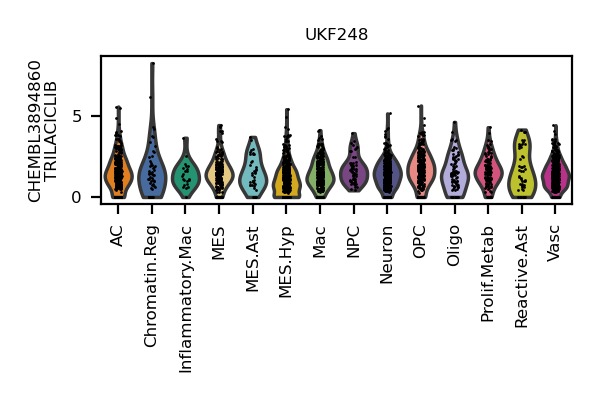 UKF248
CHEMBL3894860
TRILACICLIB
5
0
AC
Chromatin.Reg
Inflammatory.Mac
MES
MES.Ast
MES.Hyp
Mac
NPC
Neuron
OPC
Oligo
Prolif.Metab
Reactive.Ast
Vasc